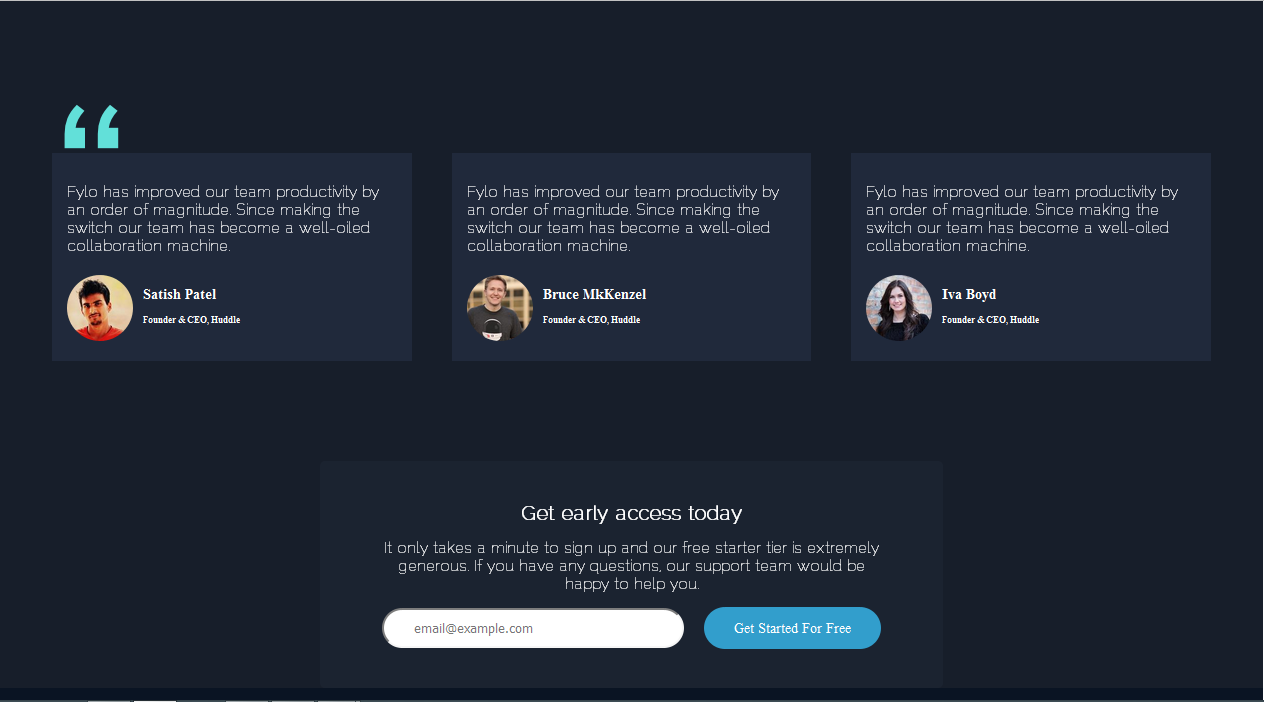 “
Fylo has improved our team productivity by
an order of magnitude. Since making the
switch our team has become a well-oiled
collaboration machine.
Satish Patel
Founder & CEO, Huddle
Fylo has improved our team productivity by
an order of magnitude. Since making the
switch our team has become a well-oiled
collaboration machine.
Bruce MkKenzel
Founder & CEO, Huddle
Fylo has improved our team productivity by
an order of magnitude. Since making the
switch our team has become a well-oiled
collaboration machine.
Iva Boyd
Founder & CEO, Huddle
Get early access today
It only takes a minute to sign up and our free starter tier is extremely
generous. If you have any questions, our support team would be
happy to help you.
email@example.com
Get Started For Free